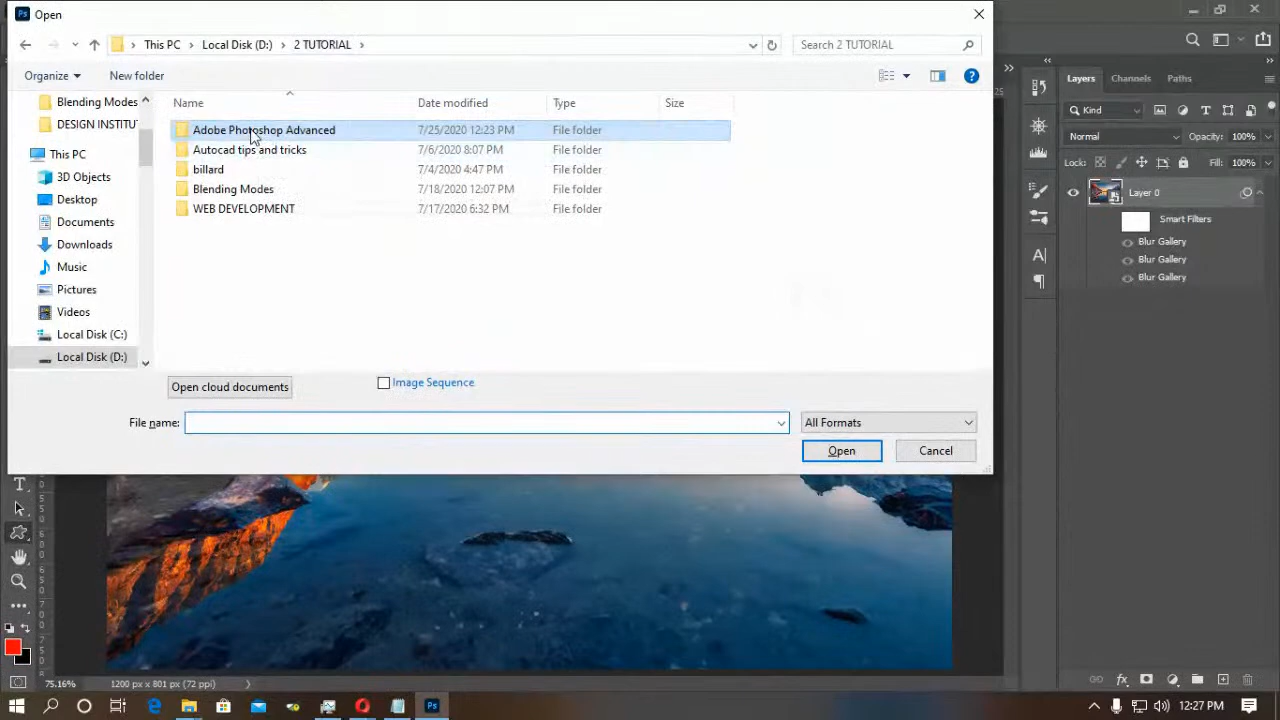 Open
This PC > Local Disk (D:) > 2 TUTORIAL >
Search 2 TUTORIAL
Organize
New folder
Name
Date modified
Type
Size
Blending Modes
DESIGN INSTITU
This PC
3D Objects
Desktop
Documents
Downloads
Music
Pictures
Videos
Local Disk (C:)
Local Disk (D:)
Adobe Photoshop Advanced 7/25/2020 12:23 PM File folder
Autocad tips and tricks 7/6/2020 8:07 PM File folder
billard 7/4/2020 4:47 PM File folder
Blending Modes 7/18/2020 12:07 PM File folder
WEB DEVELOPMENT 7/17/2020 6:32 PM File folder
Open cloud documents
Image Sequence
File name:
All Formats
Open
Cancel
Layers Channels Paths
Kind
Normal Opacity: 100%
Lock: Fill: 100%
Layer 0
Smart Filters
Blur Gallery
Blur Gallery
Blur Gallery
75.16% 1200 px x 801 px (72 ppi)
12:27 PM